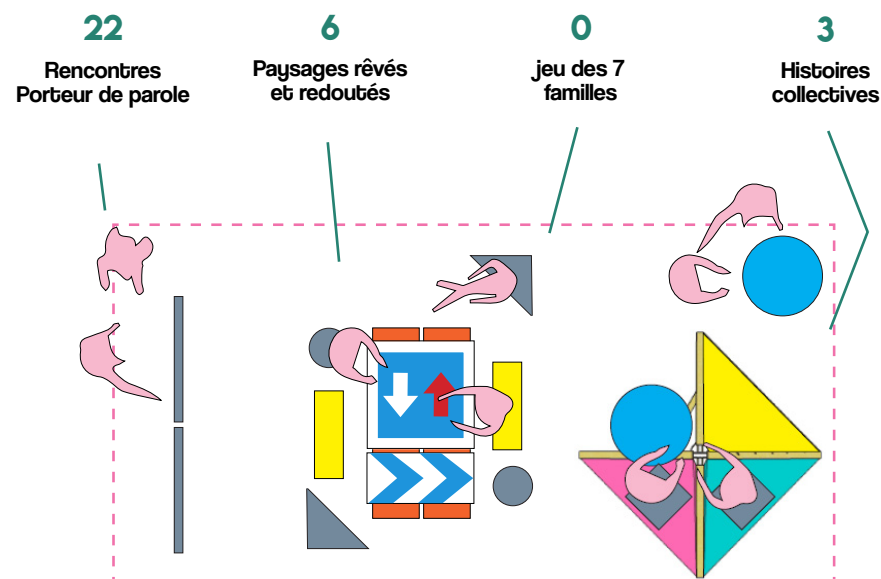 22
Rencontres
Porteur de parole
6
Paysages rêvés
et redoutés
0
jeu des 7
familles
3
Histoires
collectives